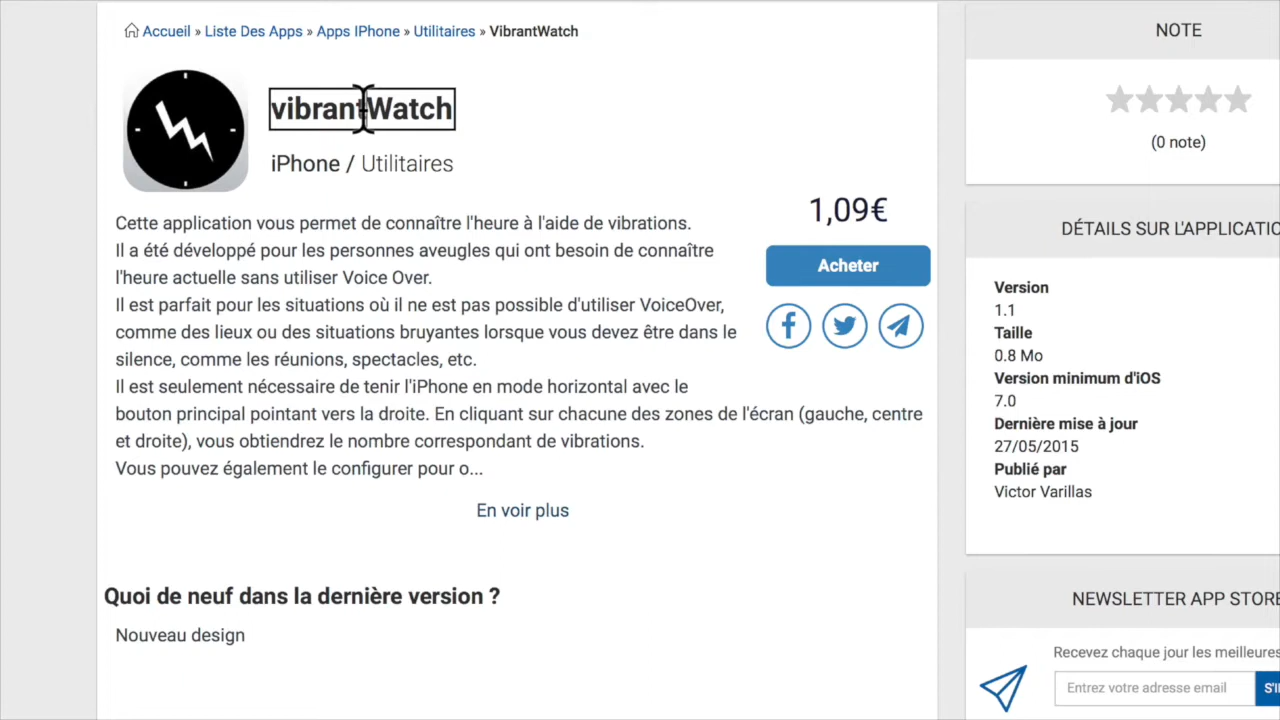 Accueil » Liste Des Apps » Apps IPhone » Utilitaires » VibrantWatch
vibrantWatch
iPhone / Utilitaires
Cette application vous permet de connaître l'heure à l'aide de vibrations.
Il a été développé pour les personnes aveugles qui ont besoin de connaître
l'heure actuelle sans utiliser Voice Over.
Il est parfait pour les situations où il ne est pas possible d'utiliser VoiceOver,
comme des lieux ou des situations bruyantes lorsque vous devez être dans le
silence, comme les réunions, spectacles, etc.
Il est seulement nécessaire de tenir l'iPhone en mode horizontal avec le
bouton principal pointant vers la droite. En cliquant sur chacune des zones de l'écran (gauche, centre
et droite), vous obtiendrez le nombre correspondant de vibrations.
Vous pouvez également le configurer pour o...
En voir plus
1,09€
Acheter
Quoi de neuf dans la dernière version ?
Nouveau design
NOTE
(0 note)
DÉTAILS SUR L'APPLICATIO
Version
1.1
Taille
0.8 Mo
Version minimum d'iOS
7.0
Dernière mise à jour
27/05/2015
Publié par
Victor Varillas
NEWSLETTER APP STORE
Recevez chaque jour les meilleures
Entrez votre adresse email
S'I